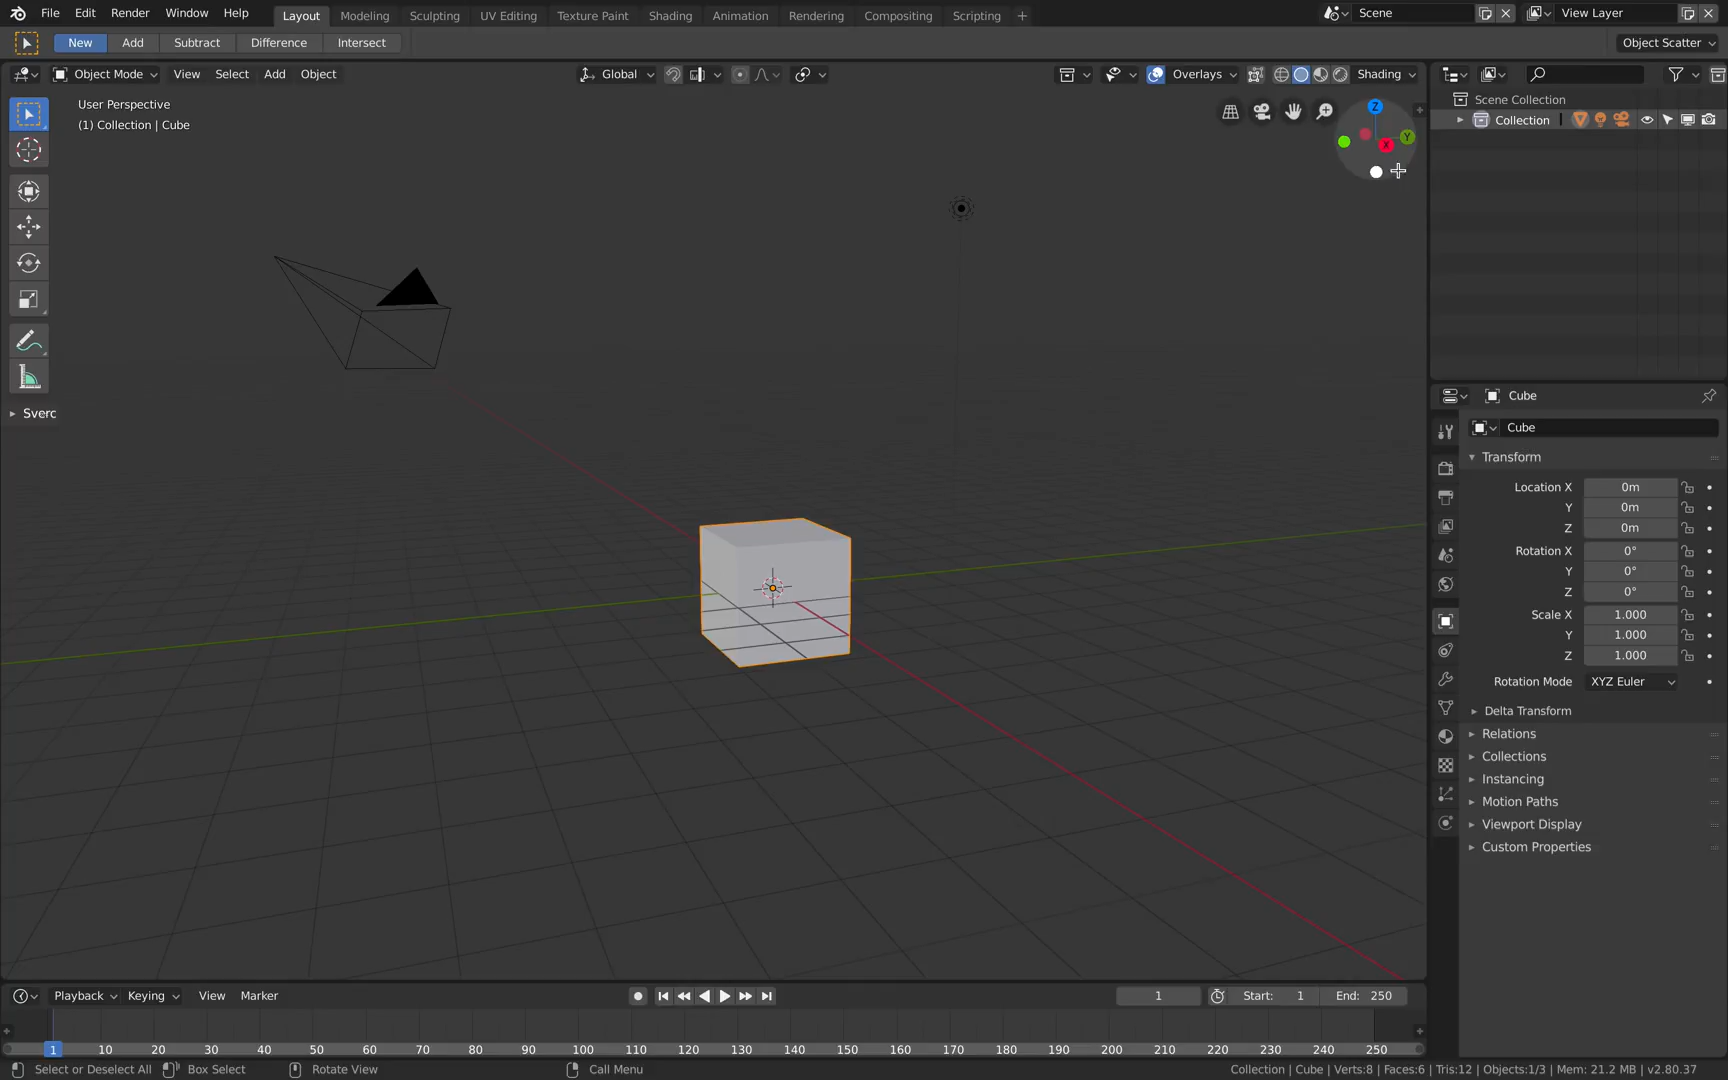 File Edit Render Window Help Layout Modeling Sculpting UV Editing Texture Paint Shading Animation Rendering Compositing Scripting + Scene View Layer
New Add Subtract Difference Intersect Object Scatter
Object Mode View Select Add Object Global Overlays Shading
User Perspective
(1) Collection | Cube
Z
Y
X
Sverc
Scene Collection
Collection
Cube
Cube
Transform
Location X 0m
Y 0m
Z 0m
Rotation X 0°
Y 0°
Z 0°
Scale X 1.000
Y 1.000
Z 1.000
Rotation Mode XYZ Euler
Delta Transform
Relations
Collections
Instancing
Motion Paths
Viewport Display
Custom Properties
Playback Keying View Marker 1 Start: 1 End: 250
1 10 20 30 40 50 60 70 80 90 100 110 120 130 140 150 160 170 180 190 200 210 220 230 240 250
Select or Deselect All Box Select Rotate View Call Menu Collection | Cube | Verts:8 | Faces:6 | Tris:12 | Objects:1/3 | Mem: 21.2 MB | v2.80.37